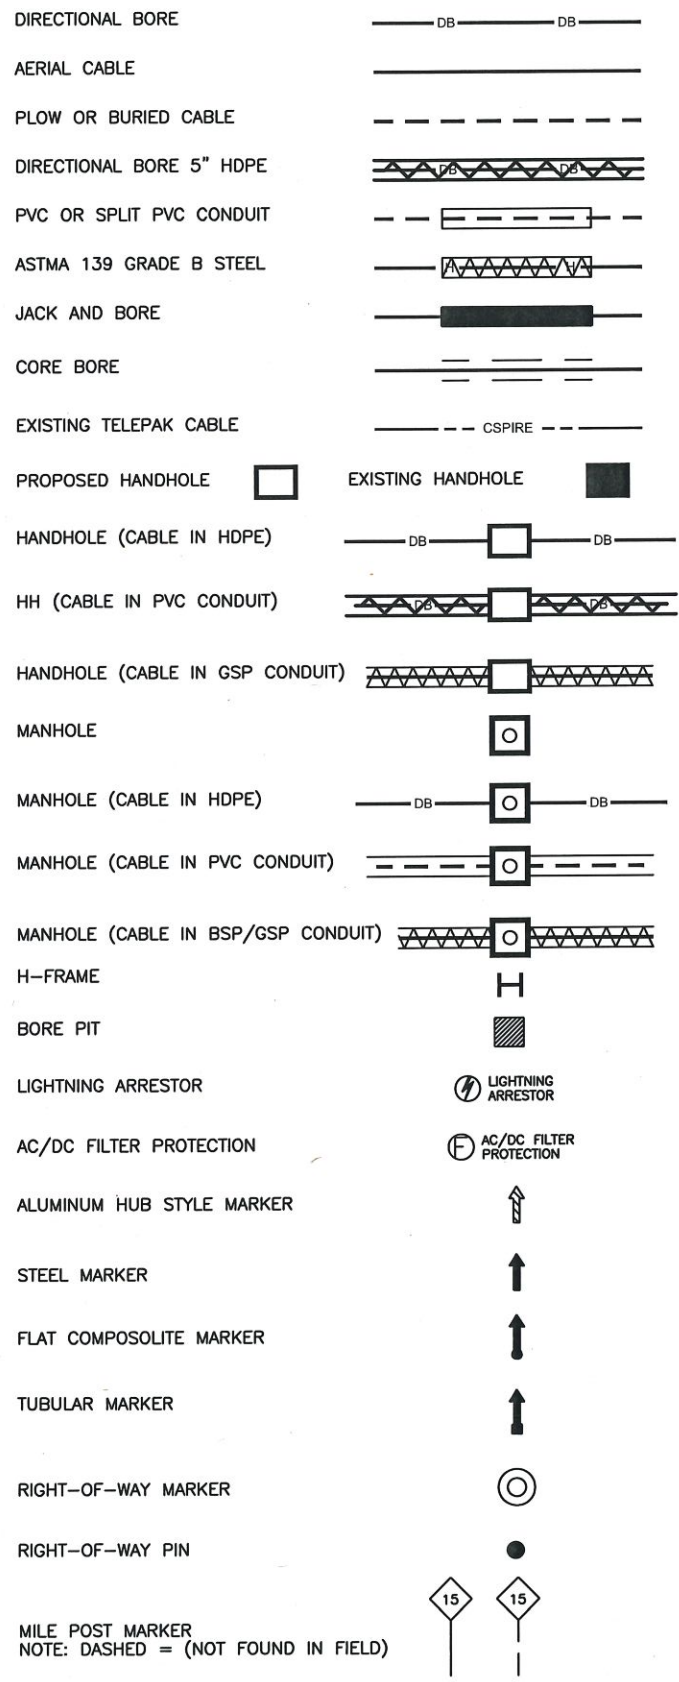 DIRECTIONAL BORE DB DB
AERIAL CABLE
PLOW OR BURIED CABLE
DIRECTIONAL BORE 5" HDPE DB DB
PVC OR SPLIT PVC CONDUIT
ASTMA 139 GRADE B STEEL H H
JACK AND BORE
CORE BORE
EXISTING TELEPAK CABLE CSPIRE
PROPOSED HANDHOLE EXISTING HANDHOLE
HANDHOLE (CABLE IN HDPE) DB DB
HH (CABLE IN PVC CONDUIT) DB DB
HANDHOLE (CABLE IN GSP CONDUIT)
MANHOLE
MANHOLE (CABLE IN HDPE) DB DB
MANHOLE (CABLE IN PVC CONDUIT)
MANHOLE (CABLE IN BSP/GSP CONDUIT)
H-FRAME H
BORE PIT
LIGHTNING ARRESTOR LIGHTNING
ARRESTOR
AC/DC FILTER PROTECTION F AC/DC FILTER
PROTECTION
ALUMINUM HUB STYLE MARKER
STEEL MARKER
FLAT COMPOSOLITE MARKER
TUBULAR MARKER
RIGHT-OF-WAY MARKER
RIGHT-OF-WAY PIN
15 15
MILE POST MARKER
NOTE: DASHED = (NOT FOUND IN FIELD)